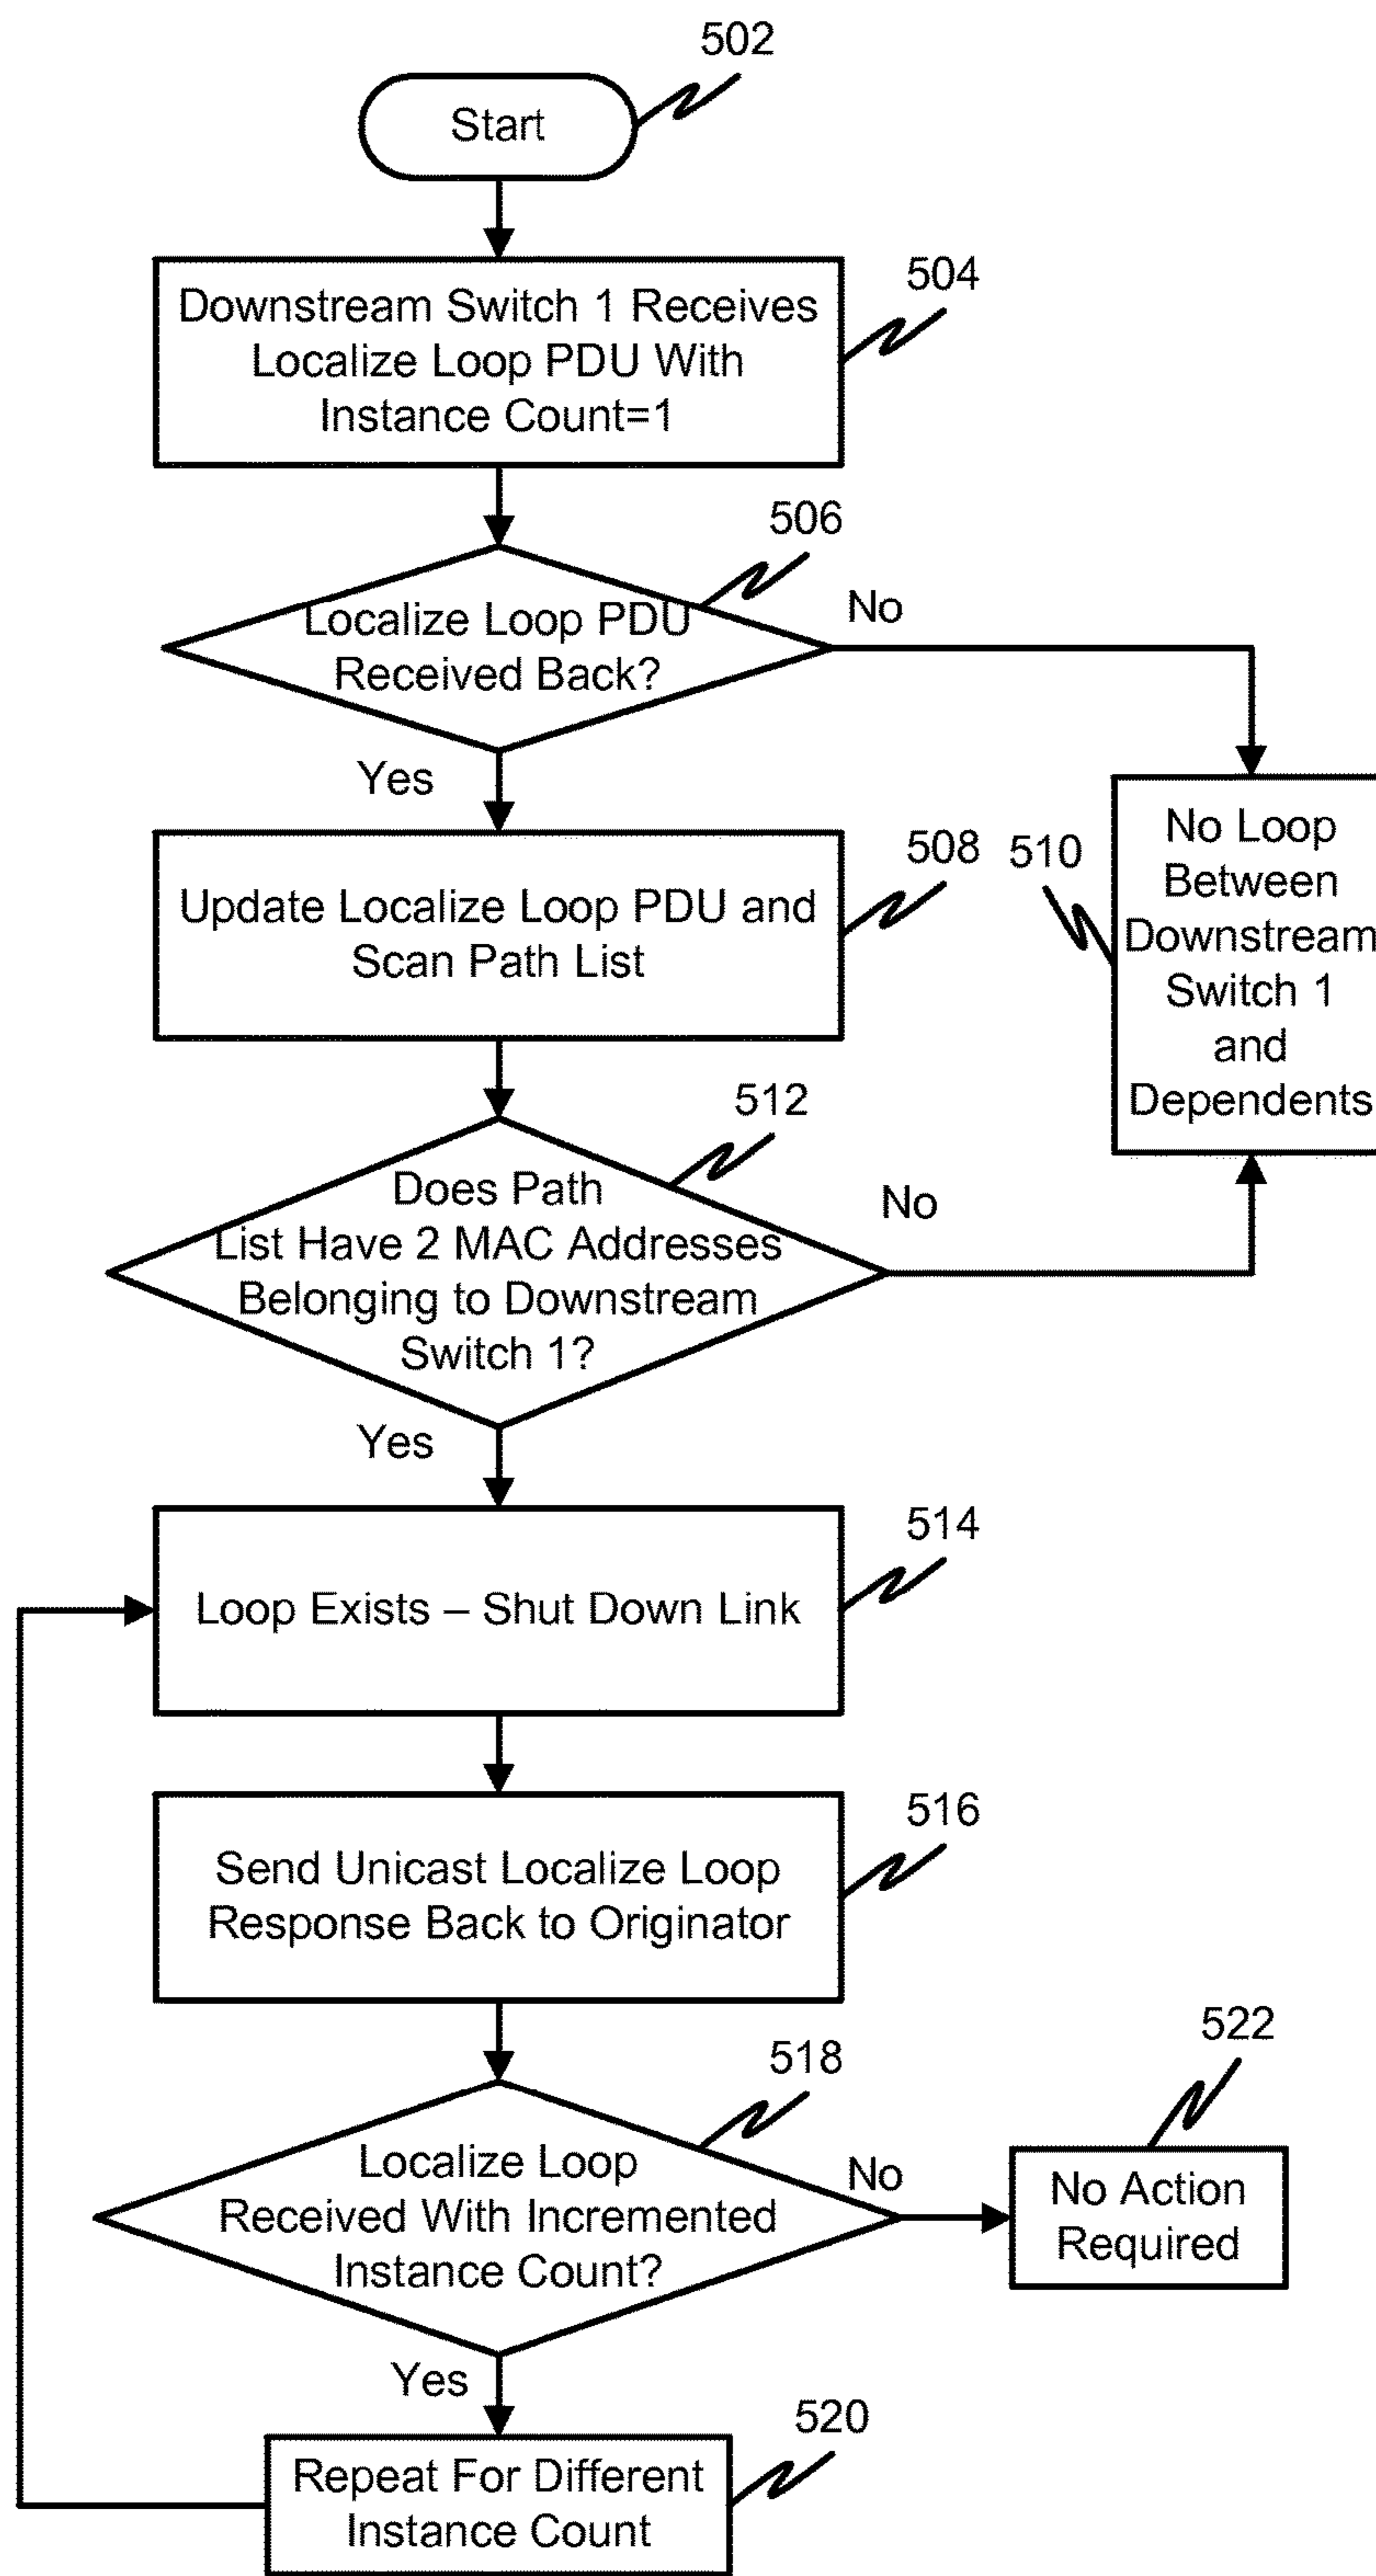 502
Start
504
Downstream Switch 1 Receives
Localize Loop PDU With
Instance Count=1
506
Localize Loop PDU
Received Back?
No
Yes
508
Update Localize Loop PDU and
Scan Path List
510
No Loop
Between
Downstream
Switch 1
and
Dependents
512
Does Path
List Have 2 MAC Addresses
Belonging to Downstream
Switch 1?
No
Yes
514
Loop Exists – Shut Down Link
516
Send Unicast Localize Loop
Response Back to Originator
518
Localize Loop
Received With Incremented
Instance Count?
No
522
No Action
Required
Yes
520
Repeat For Different
Instance Count